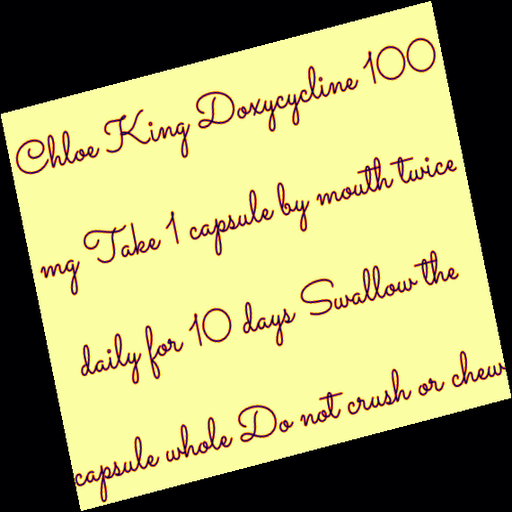 Chloe King Doxycycline 100
mg Take 1 capsule by mouth twice
daily for 10 days Swallow the
capsule whole Do not crush or chew